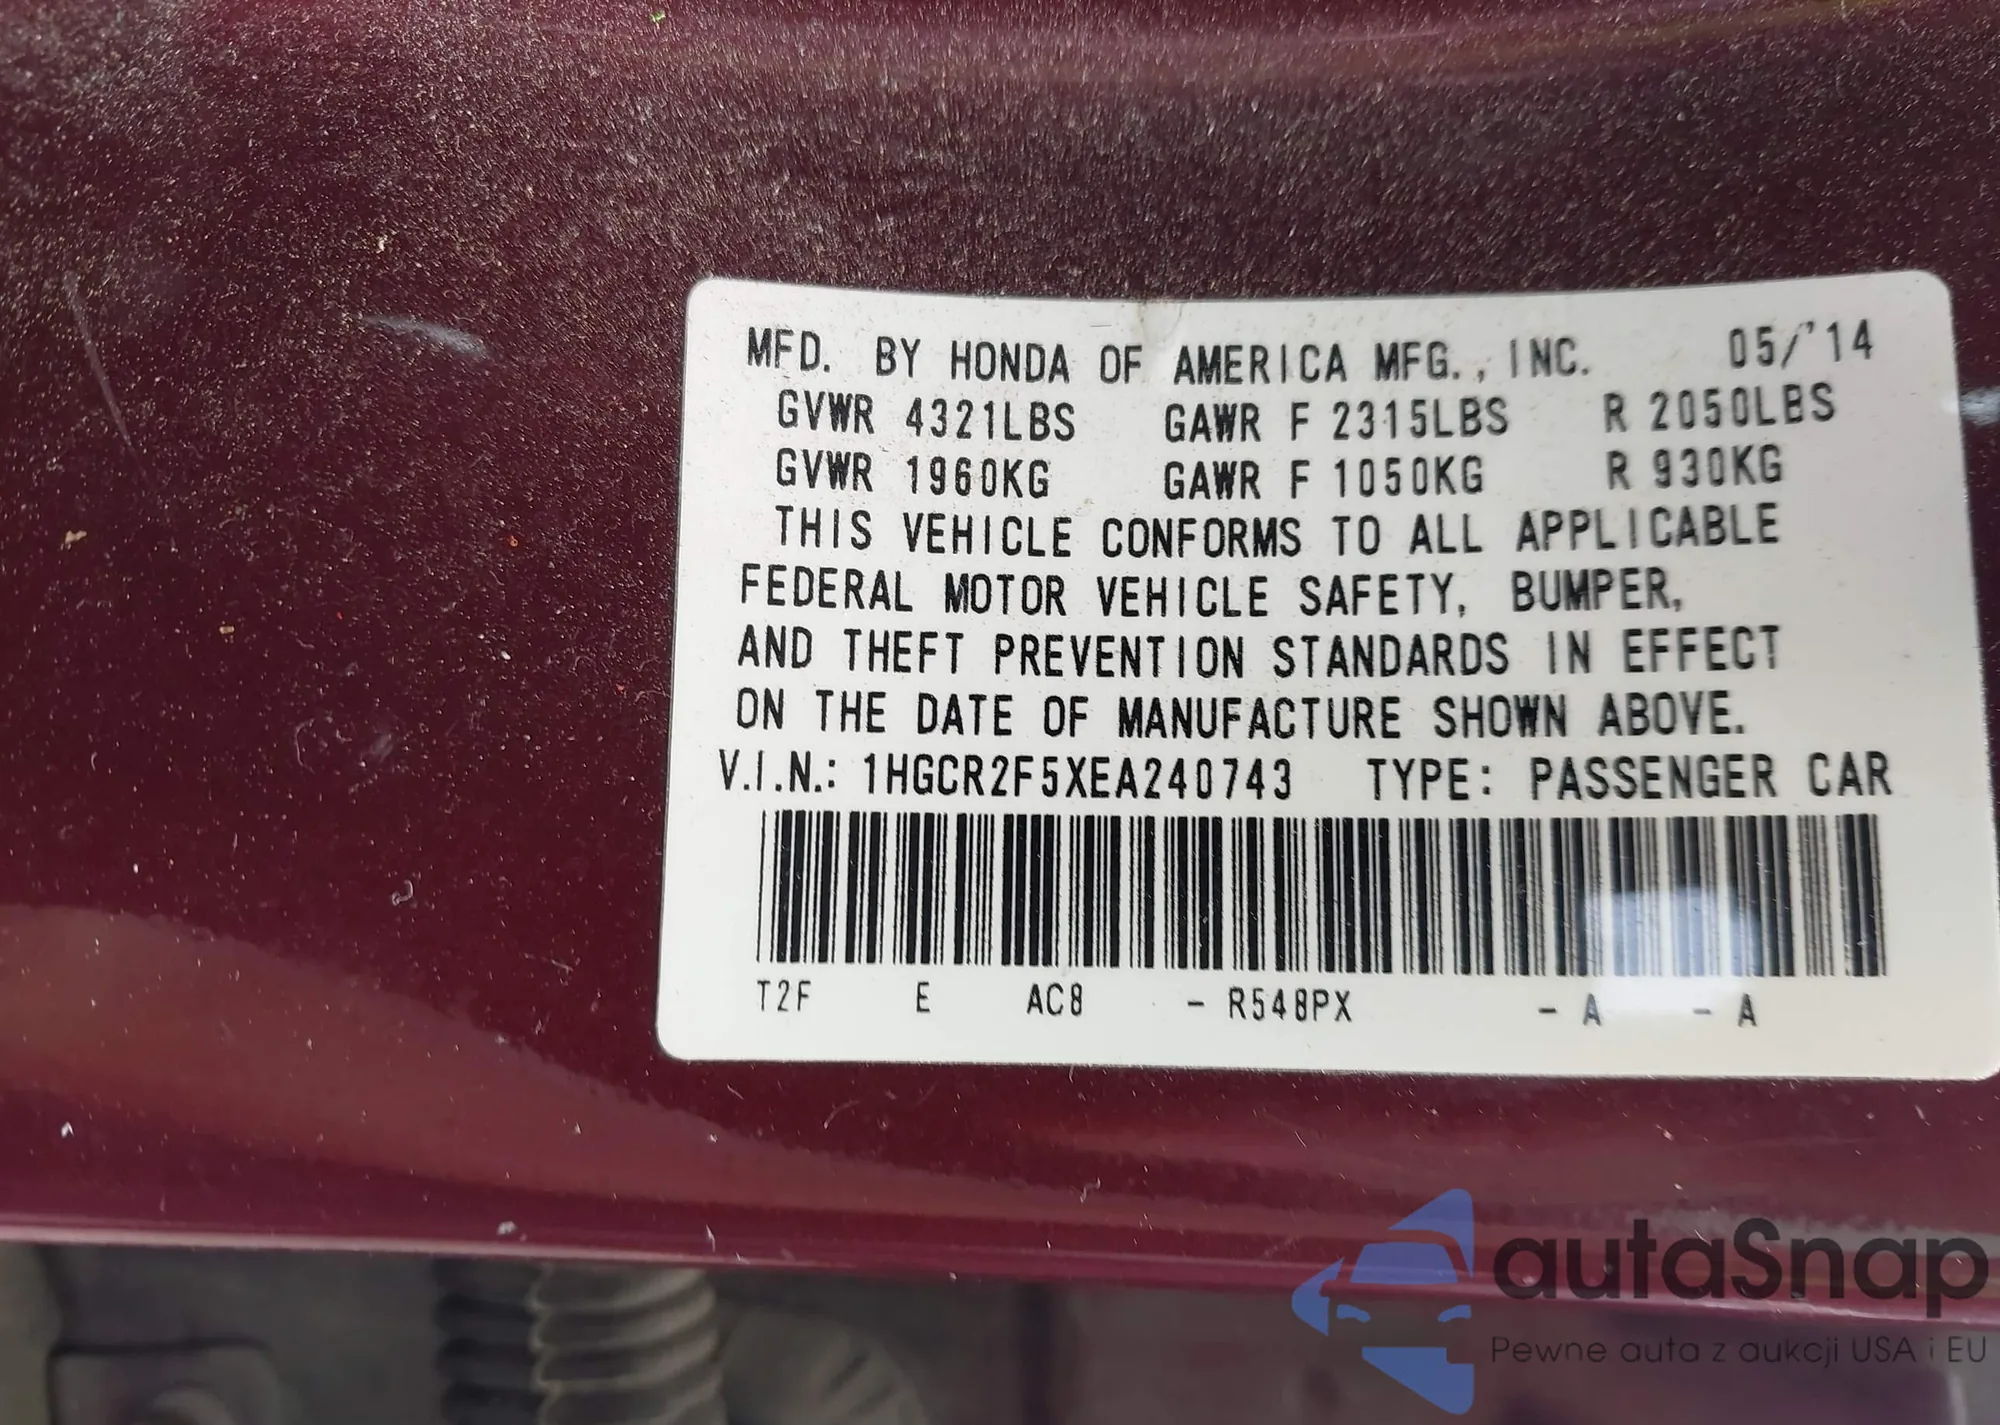 MFD. BY HONDA OF AMERICA MFG., INC. 05/'14
GVWR 4321LBS GAWR F 2315LBS R 2050LBS
GVWR 1960KG GAWR F 1050KG R 930KG
THIS VEHICLE CONFORMS TO ALL APPLICABLE
FEDERAL MOTOR VEHICLE SAFETY, BUMPER,
AND THEFT PREVENTION STANDARDS IN EFFECT
ON THE DATE OF MANUFACTURE SHOWN ABOVE.
V.I.N.: 1HGCR2F5XEA240743 TYPE: PASSENGER CAR
T2F E AC8 - R548PX - A - A
autaSnap
Pewne auta z aukcji USA i EU